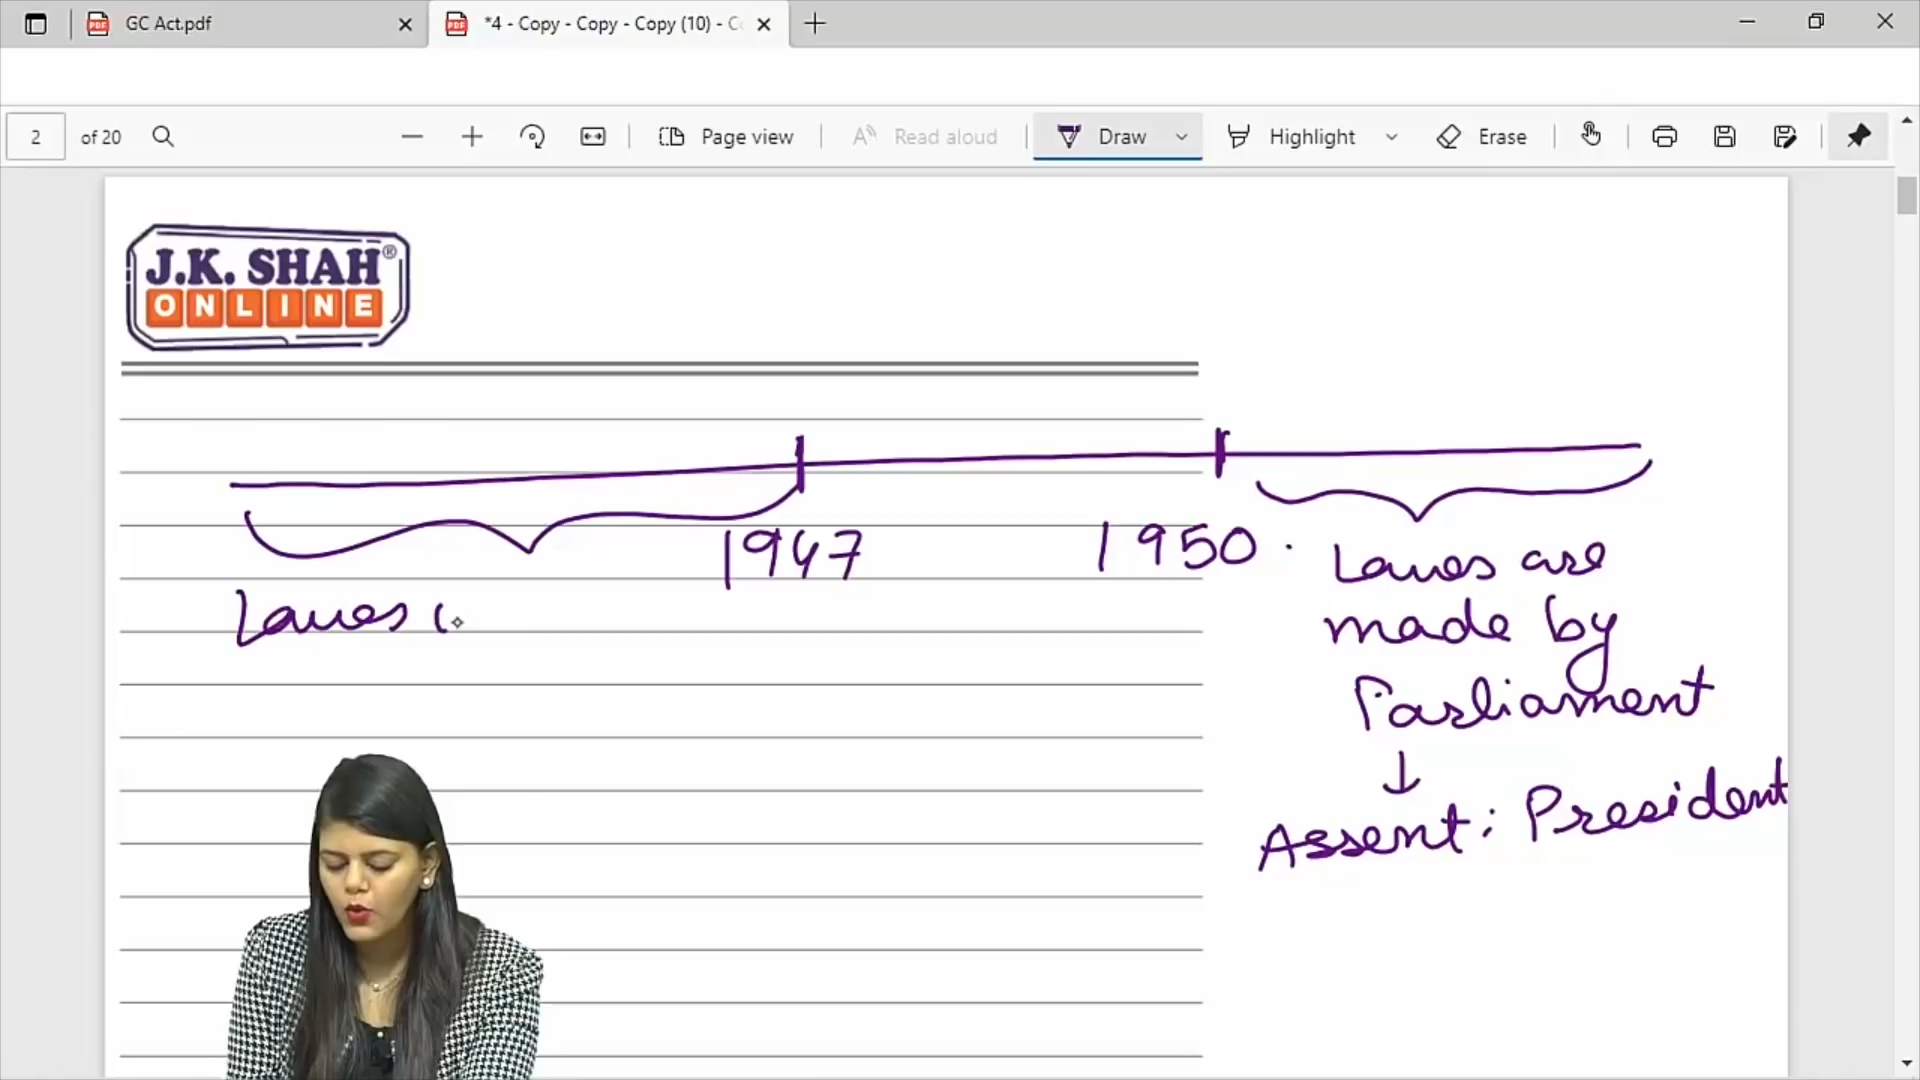 GC Act.pdf
*4 - Copy - Copy - Copy (10) - Co
2 of 20
Page view
Read aloud
Draw
Highlight
Erase
J.K. SHAH®
ONLINE
1947
1950.
Laws are
made by
Parliament
↓
Assent: President
Laws (